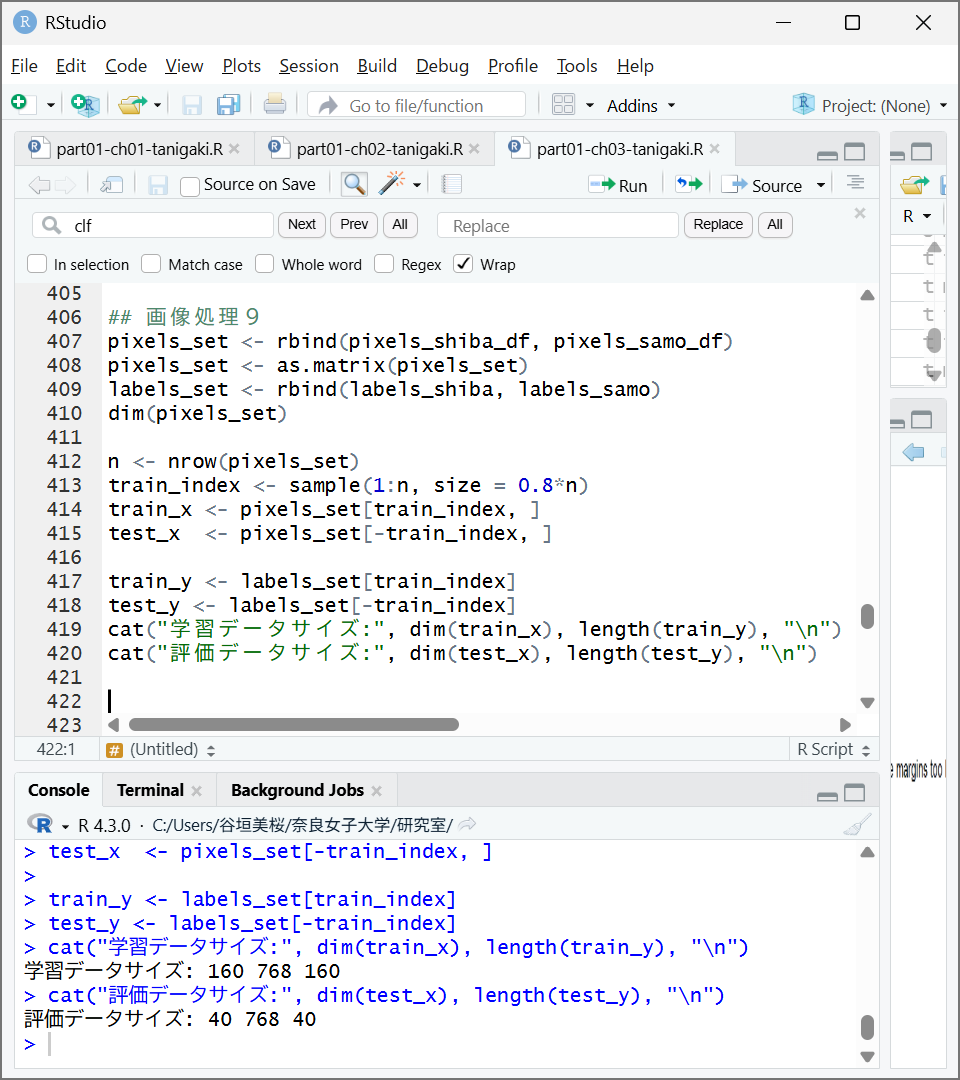 RStudio
File Edit Code View Plots Session Build Debug Profile Tools Help
Go to file/function Addins Project: (None)
part01-ch01-tanigaki.R part01-ch02-tanigaki.R part01-ch03-tanigaki.R
Source on Save Run Source
R
clf Next Prev All Replace Replace All
In selection Match case Whole word Regex Wrap
405
406 ## 画像処理９
407 pixels_set <- rbind(pixels_shiba_df, pixels_samo_df)
408 pixels_set <- as.matrix(pixels_set)
409 labels_set <- rbind(labels_shiba, labels_samo)
410 dim(pixels_set)
411
412 n <- nrow(pixels_set)
413 train_index <- sample(1:n, size = 0.8*n)
414 train_x <- pixels_set[train_index, ]
415 test_x  <- pixels_set[-train_index, ]
416
417 train_y <- labels_set[train_index]
418 test_y <- labels_set[-train_index]
419 cat("学習データサイズ:", dim(train_x), length(train_y), "\n")
420 cat("評価データサイズ:", dim(test_x), length(test_y), "\n")
421
422
423
422:1 # (Untitled) R Script
e margins too
Console Terminal Background Jobs
R 4.3.0 · C:/Users/谷垣美桜/奈良女子大学/研究室/
> test_x  <- pixels_set[-train_index, ]
>
> train_y <- labels_set[train_index]
> test_y <- labels_set[-train_index]
> cat("学習データサイズ:", dim(train_x), length(train_y), "\n")
学習データサイズ: 160 768 160
> cat("評価データサイズ:", dim(test_x), length(test_y), "\n")
評価データサイズ: 40 768 40
>